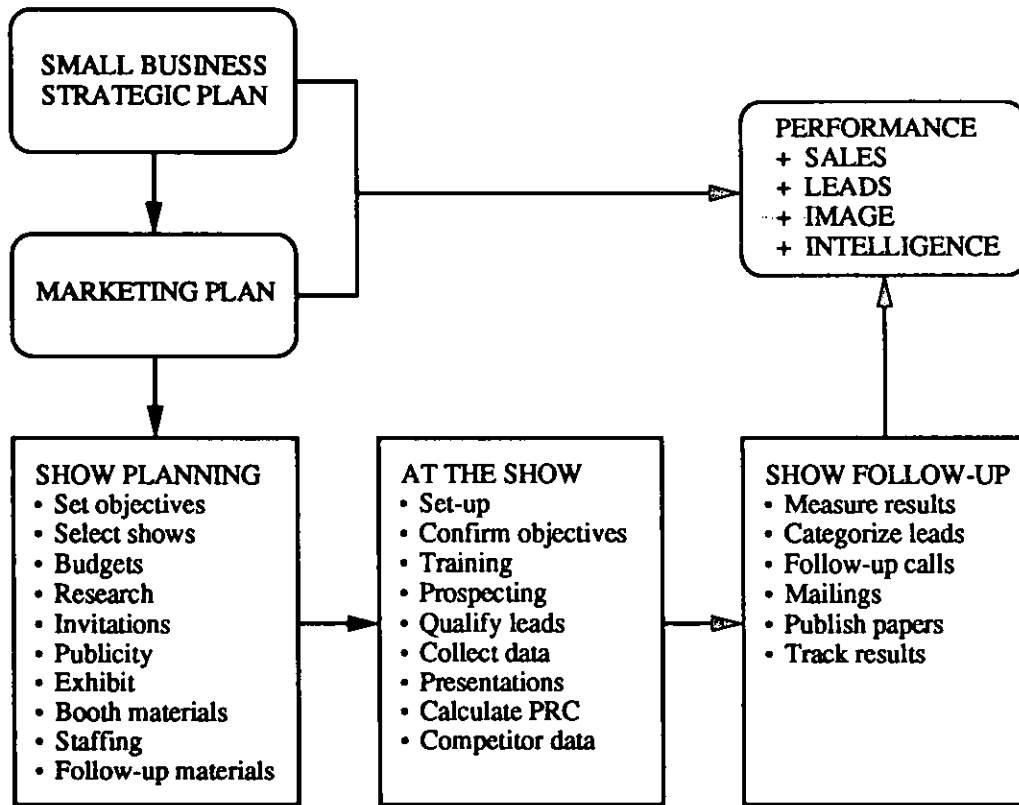 SMALL BUSINESS
STRATEGIC PLAN
MARKETING PLAN
PERFORMANCE
+ SALES
+ LEADS
+ IMAGE
+ INTELLIGENCE
SHOW PLANNING
• Set objectives
• Select shows
• Budgets
• Research
• Invitations
• Publicity
• Exhibit
• Booth materials
• Staffing
• Follow-up materials
AT THE SHOW
• Set-up
• Confirm objectives
• Training
• Prospecting
• Qualify leads
• Collect data
• Presentations
• Calculate PRC
• Competitor data
SHOW FOLLOW-UP
• Measure results
• Categorize leads
• Follow-up calls
• Mailings
• Publish papers
• Track results